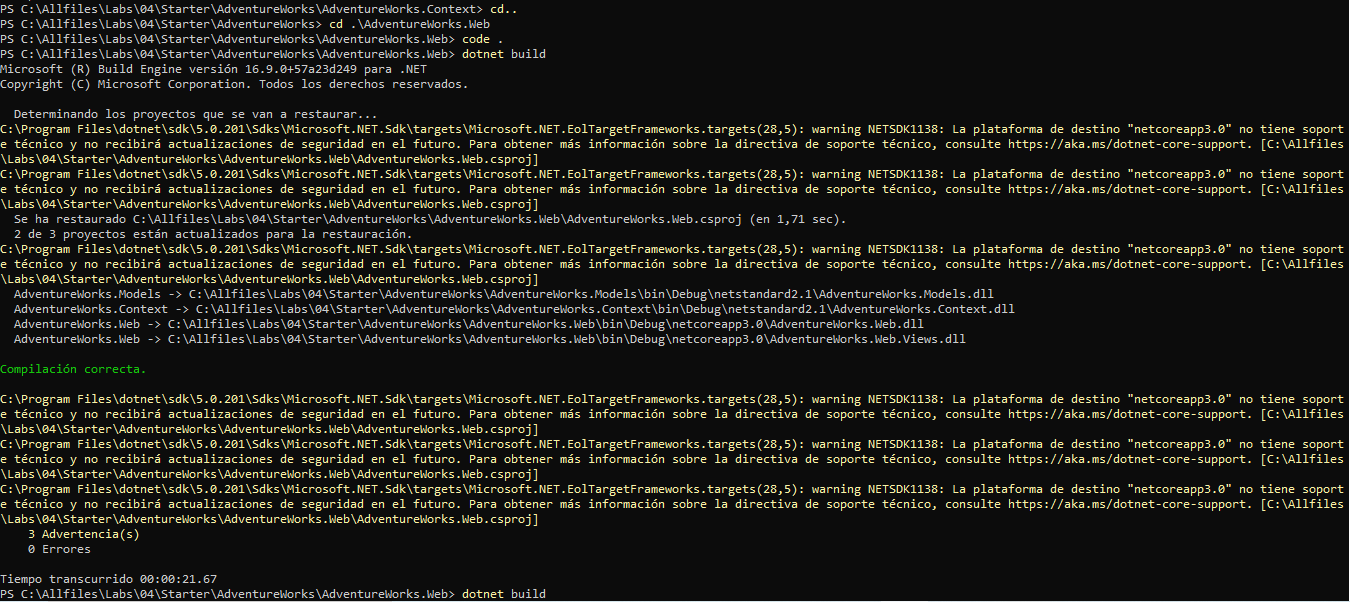 PS C:\Allfiles\Labs\04\Starter\AdventureWorks\AdventureWorks.Context> cd..
PS C:\Allfiles\Labs\04\Starter\AdventureWorks> cd .\AdventureWorks.Web
PS C:\Allfiles\Labs\04\Starter\AdventureWorks\AdventureWorks.Web> code .
PS C:\Allfiles\Labs\04\Starter\AdventureWorks\AdventureWorks.Web> dotnet build
Microsoft (R) Build Engine versión 16.9.0+57a23d249 para .NET
Copyright (C) Microsoft Corporation. Todos los derechos reservados.

  Determinando los proyectos que se van a restaurar...
C:\Program Files\dotnet\sdk\5.0.201\Sdks\Microsoft.NET.Sdk\targets\Microsoft.NET.EolTargetFrameworks.targets(28,5): warning NETSDK1138: La plataforma de destino "netcoreapp3.0" no tiene soport
e técnico y no recibirá actualizaciones de seguridad en el futuro. Para obtener más información sobre la directiva de soporte técnico, consulte https://aka.ms/dotnet-core-support. [C:\Allfiles
\Labs\04\Starter\AdventureWorks\AdventureWorks.Web\AdventureWorks.Web.csproj]
C:\Program Files\dotnet\sdk\5.0.201\Sdks\Microsoft.NET.Sdk\targets\Microsoft.NET.EolTargetFrameworks.targets(28,5): warning NETSDK1138: La plataforma de destino "netcoreapp3.0" no tiene soport
e técnico y no recibirá actualizaciones de seguridad en el futuro. Para obtener más información sobre la directiva de soporte técnico, consulte https://aka.ms/dotnet-core-support. [C:\Allfiles
\Labs\04\Starter\AdventureWorks\AdventureWorks.Web\AdventureWorks.Web.csproj]
  Se ha restaurado C:\Allfiles\Labs\04\Starter\AdventureWorks\AdventureWorks.Web\AdventureWorks.Web.csproj (en 1,71 sec).
  2 de 3 proyectos están actualizados para la restauración.
C:\Program Files\dotnet\sdk\5.0.201\Sdks\Microsoft.NET.Sdk\targets\Microsoft.NET.EolTargetFrameworks.targets(28,5): warning NETSDK1138: La plataforma de destino "netcoreapp3.0" no tiene soport
e técnico y no recibirá actualizaciones de seguridad en el futuro. Para obtener más información sobre la directiva de soporte técnico, consulte https://aka.ms/dotnet-core-support. [C:\Allfiles
\Labs\04\Starter\AdventureWorks\AdventureWorks.Web\AdventureWorks.Web.csproj]
  AdventureWorks.Models -> C:\Allfiles\Labs\04\Starter\AdventureWorks\AdventureWorks.Models\bin\Debug\netstandard2.1\AdventureWorks.Models.dll
  AdventureWorks.Context -> C:\Allfiles\Labs\04\Starter\AdventureWorks\AdventureWorks.Context\bin\Debug\netstandard2.1\AdventureWorks.Context.dll
  AdventureWorks.Web -> C:\Allfiles\Labs\04\Starter\AdventureWorks\AdventureWorks.Web\bin\Debug\netcoreapp3.0\AdventureWorks.Web.dll
  AdventureWorks.Web -> C:\Allfiles\Labs\04\Starter\AdventureWorks\AdventureWorks.Web\bin\Debug\netcoreapp3.0\AdventureWorks.Web.Views.dll

Compilación correcta.

C:\Program Files\dotnet\sdk\5.0.201\Sdks\Microsoft.NET.Sdk\targets\Microsoft.NET.EolTargetFrameworks.targets(28,5): warning NETSDK1138: La plataforma de destino "netcoreapp3.0" no tiene soport
e técnico y no recibirá actualizaciones de seguridad en el futuro. Para obtener más información sobre la directiva de soporte técnico, consulte https://aka.ms/dotnet-core-support. [C:\Allfiles
\Labs\04\Starter\AdventureWorks\AdventureWorks.Web\AdventureWorks.Web.csproj]
C:\Program Files\dotnet\sdk\5.0.201\Sdks\Microsoft.NET.Sdk\targets\Microsoft.NET.EolTargetFrameworks.targets(28,5): warning NETSDK1138: La plataforma de destino "netcoreapp3.0" no tiene soport
e técnico y no recibirá actualizaciones de seguridad en el futuro. Para obtener más información sobre la directiva de soporte técnico, consulte https://aka.ms/dotnet-core-support. [C:\Allfiles
\Labs\04\Starter\AdventureWorks\AdventureWorks.Web\AdventureWorks.Web.csproj]
C:\Program Files\dotnet\sdk\5.0.201\Sdks\Microsoft.NET.Sdk\targets\Microsoft.NET.EolTargetFrameworks.targets(28,5): warning NETSDK1138: La plataforma de destino "netcoreapp3.0" no tiene soport
e técnico y no recibirá actualizaciones de seguridad en el futuro. Para obtener más información sobre la directiva de soporte técnico, consulte https://aka.ms/dotnet-core-support. [C:\Allfiles
\Labs\04\Starter\AdventureWorks\AdventureWorks.Web\AdventureWorks.Web.csproj]
    3 Advertencia(s)
    0 Errores

Tiempo transcurrido 00:00:21.67
PS C:\Allfiles\Labs\04\Starter\AdventureWorks\AdventureWorks.Web> dotnet build